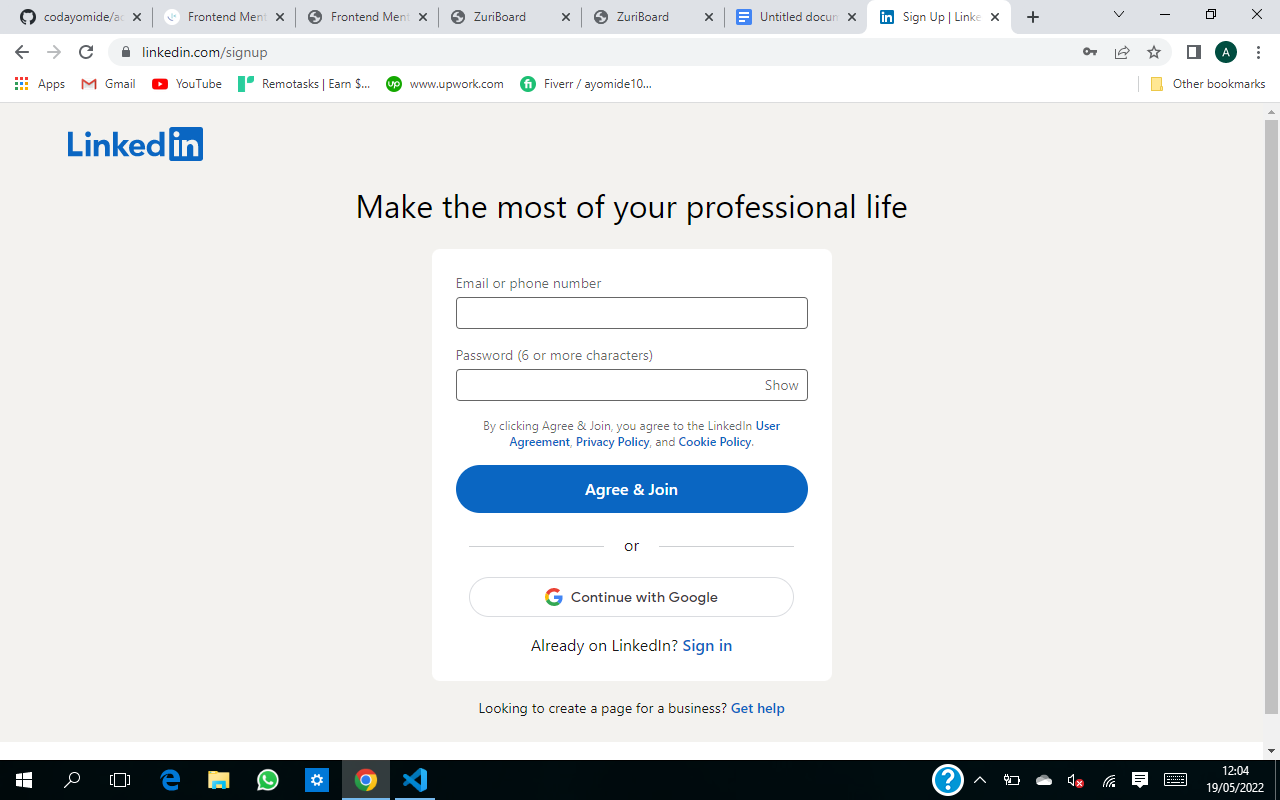 codayomide/ac
Frontend Ment
Frontend Ment
ZuriBoard
ZuriBoard
Untitled docum
Sign Up | Linke
linkedin.com/signup
A
Apps
Gmail
YouTube
Remotasks | Earn $...
up www.upwork.com
fi Fiverr / ayomide10...
Other bookmarks
Linked in
Make the most of your professional life
Email or phone number
Password (6 or more characters)
Show
By clicking Agree & Join, you agree to the LinkedIn User
Agreement, Privacy Policy, and Cookie Policy.
Agree & Join
or
Continue with Google
Already on LinkedIn? Sign in
Looking to create a page for a business? Get help
12:04
19/05/2022